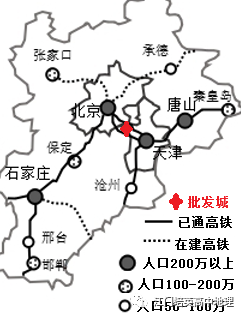 张家口
承德
秦皇岛
北京
唐山
天津
保定
石家庄
沧州
邢台
邯郸
批发城
已通高铁
在建高铁
人口200万以上
人口100-200万
人口50-100万